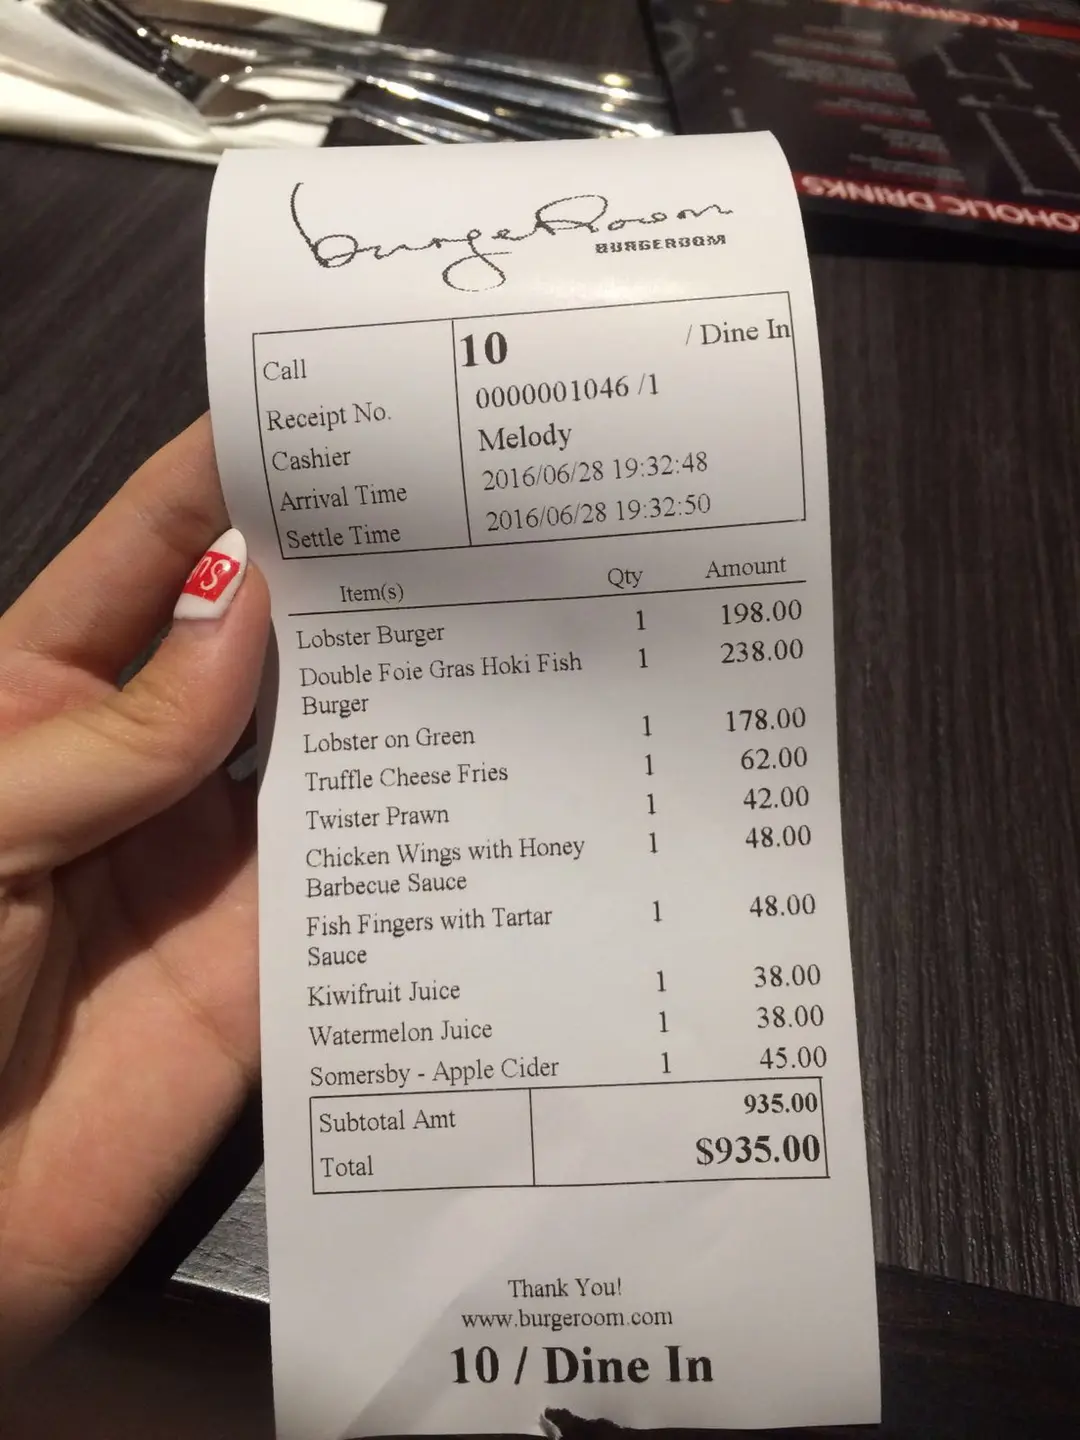 ALCOHOLIC
OHOLIC DRINKS
burgeRoom
BURGEROOM
Call 10 / Dine In
Receipt No. 0000001046 /1
Cashier Melody
Arrival Time 2016/06/28 19:32:48
Settle Time 2016/06/28 19:32:50
Item(s) Qty Amount
Lobster Burger 1 198.00
Double Foie Gras Hoki Fish 1 238.00
Burger
Lobster on Green 1 178.00
Truffle Cheese Fries 1 62.00
Twister Prawn 1 42.00
Chicken Wings with Honey 1 48.00
Barbecue Sauce
Fish Fingers with Tartar 1 48.00
Sauce
Kiwifruit Juice 1 38.00
Watermelon Juice 1 38.00
Somersby - Apple Cider 1 45.00
Subtotal Amt 935.00
Total $935.00
Thank You!
www.burgeroom.com
10 / Dine In